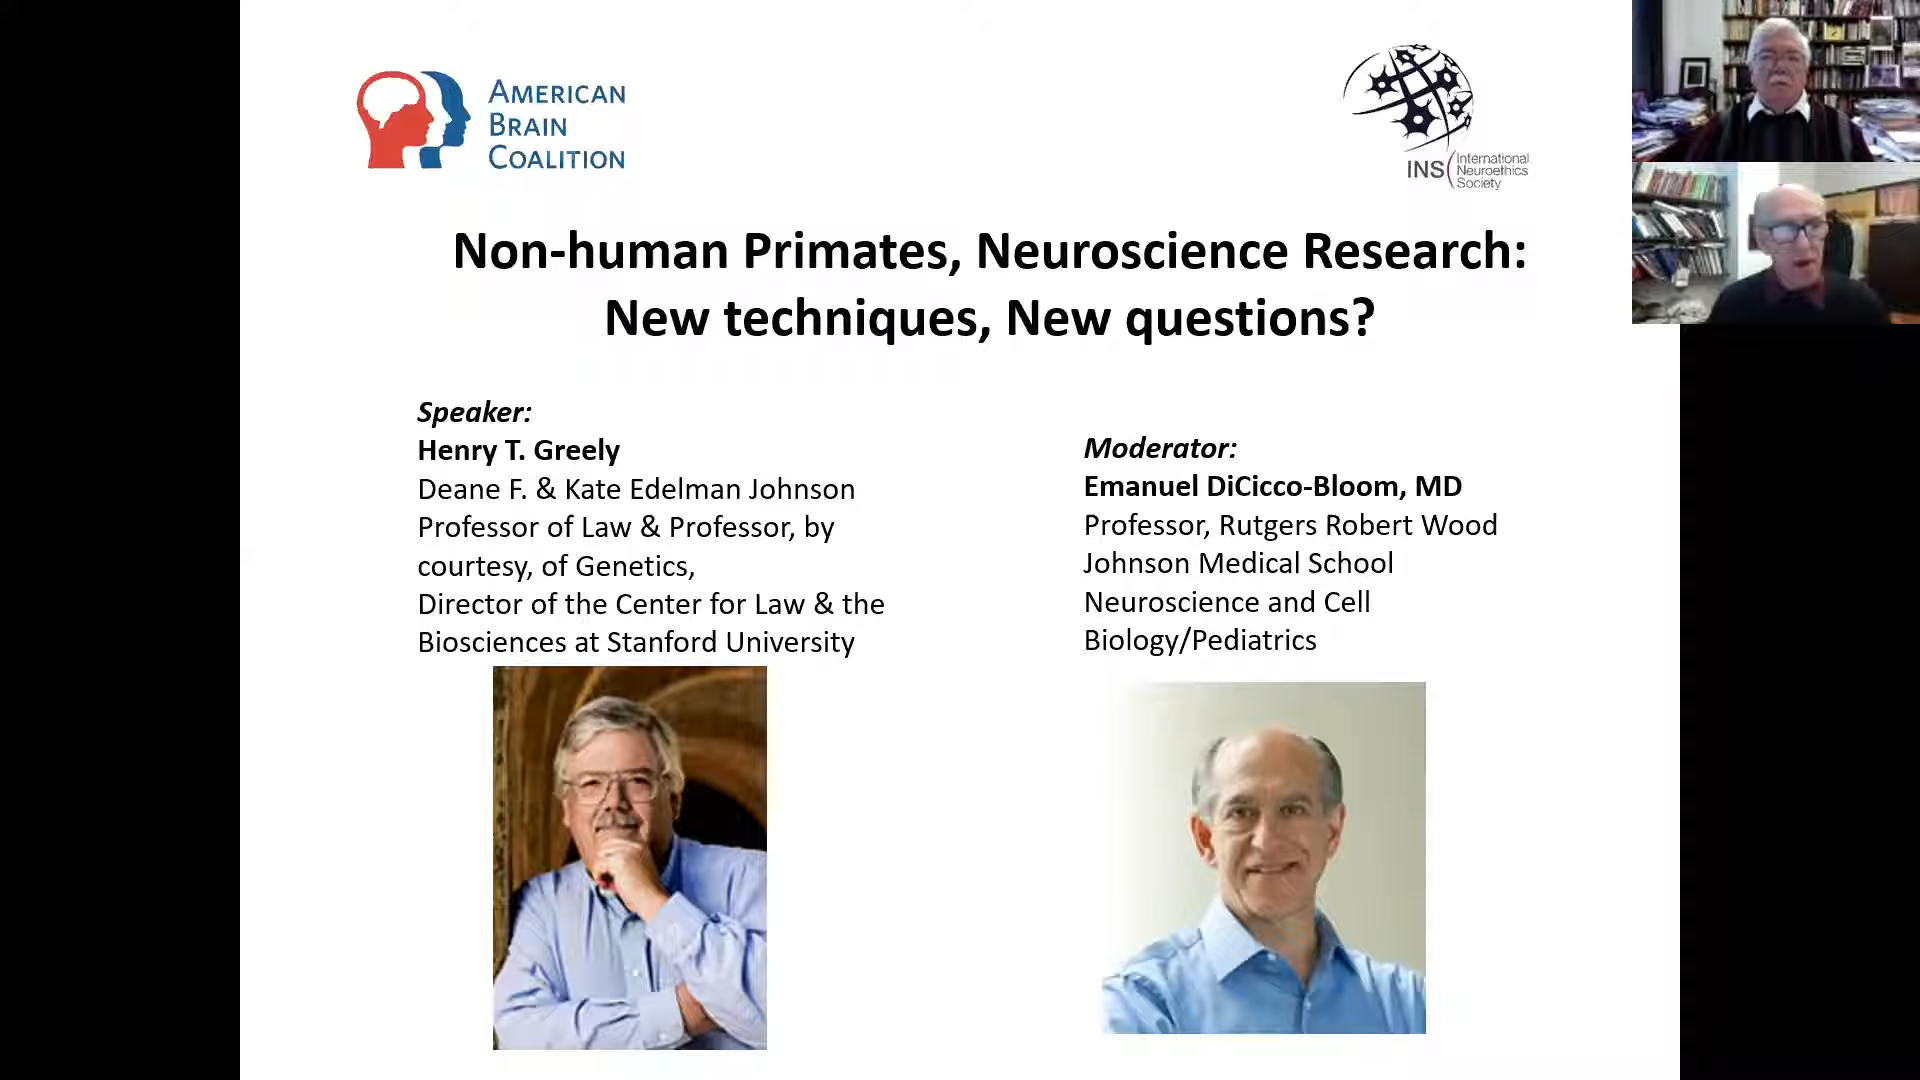 AMERICAN
BRAIN
COALITION
INS
International
Neuroethics
Society
Non-human Primates, Neuroscience Research:
New techniques, New questions?
Speaker:
Henry T. Greely
Deane F. & Kate Edelman Johnson
Professor of Law & Professor, by
courtesy, of Genetics,
Director of the Center for Law & the
Biosciences at Stanford University
Moderator:
Emanuel DiCicco-Bloom, MD
Professor, Rutgers Robert Wood
Johnson Medical School
Neuroscience and Cell
Biology/Pediatrics